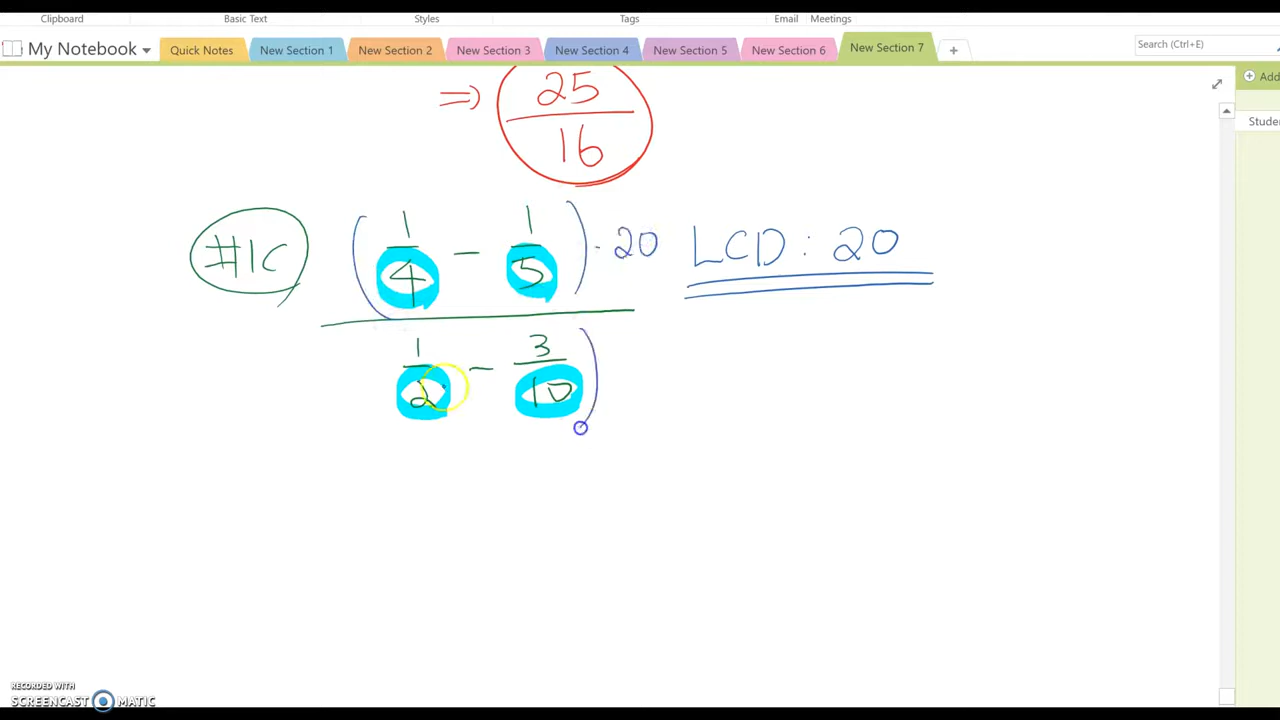 Clipboard Basic Text Styles Tags Email Meetings
My Notebook Quick Notes New Section 1 New Section 2 New Section 3 New Section 4 New Section 5 New Section 6 New Section 7 + Search (Ctrl+E)
Add
Studen
⇒ 25/16
#1C (1/4 - 1/5) · 20 LCD : 20
1/2 - 3/10 )
RECORDED WITH
SCREENCAST MATIC